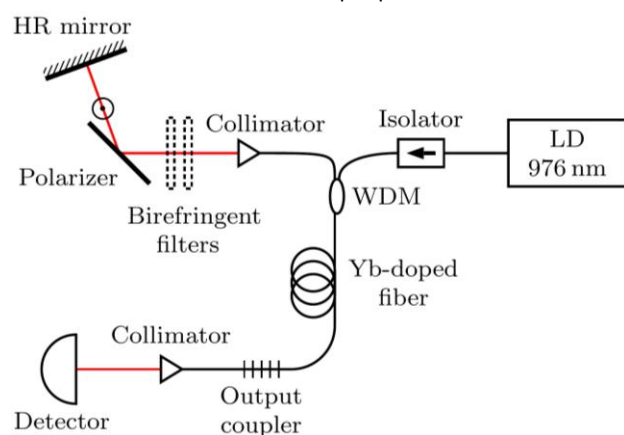 HR mirror
Collimator
Isolator
LD
976 nm
Polarizer
Birefringent
filters
WDM
Yb-doped
fiber
Collimator
Detector
Output
coupler